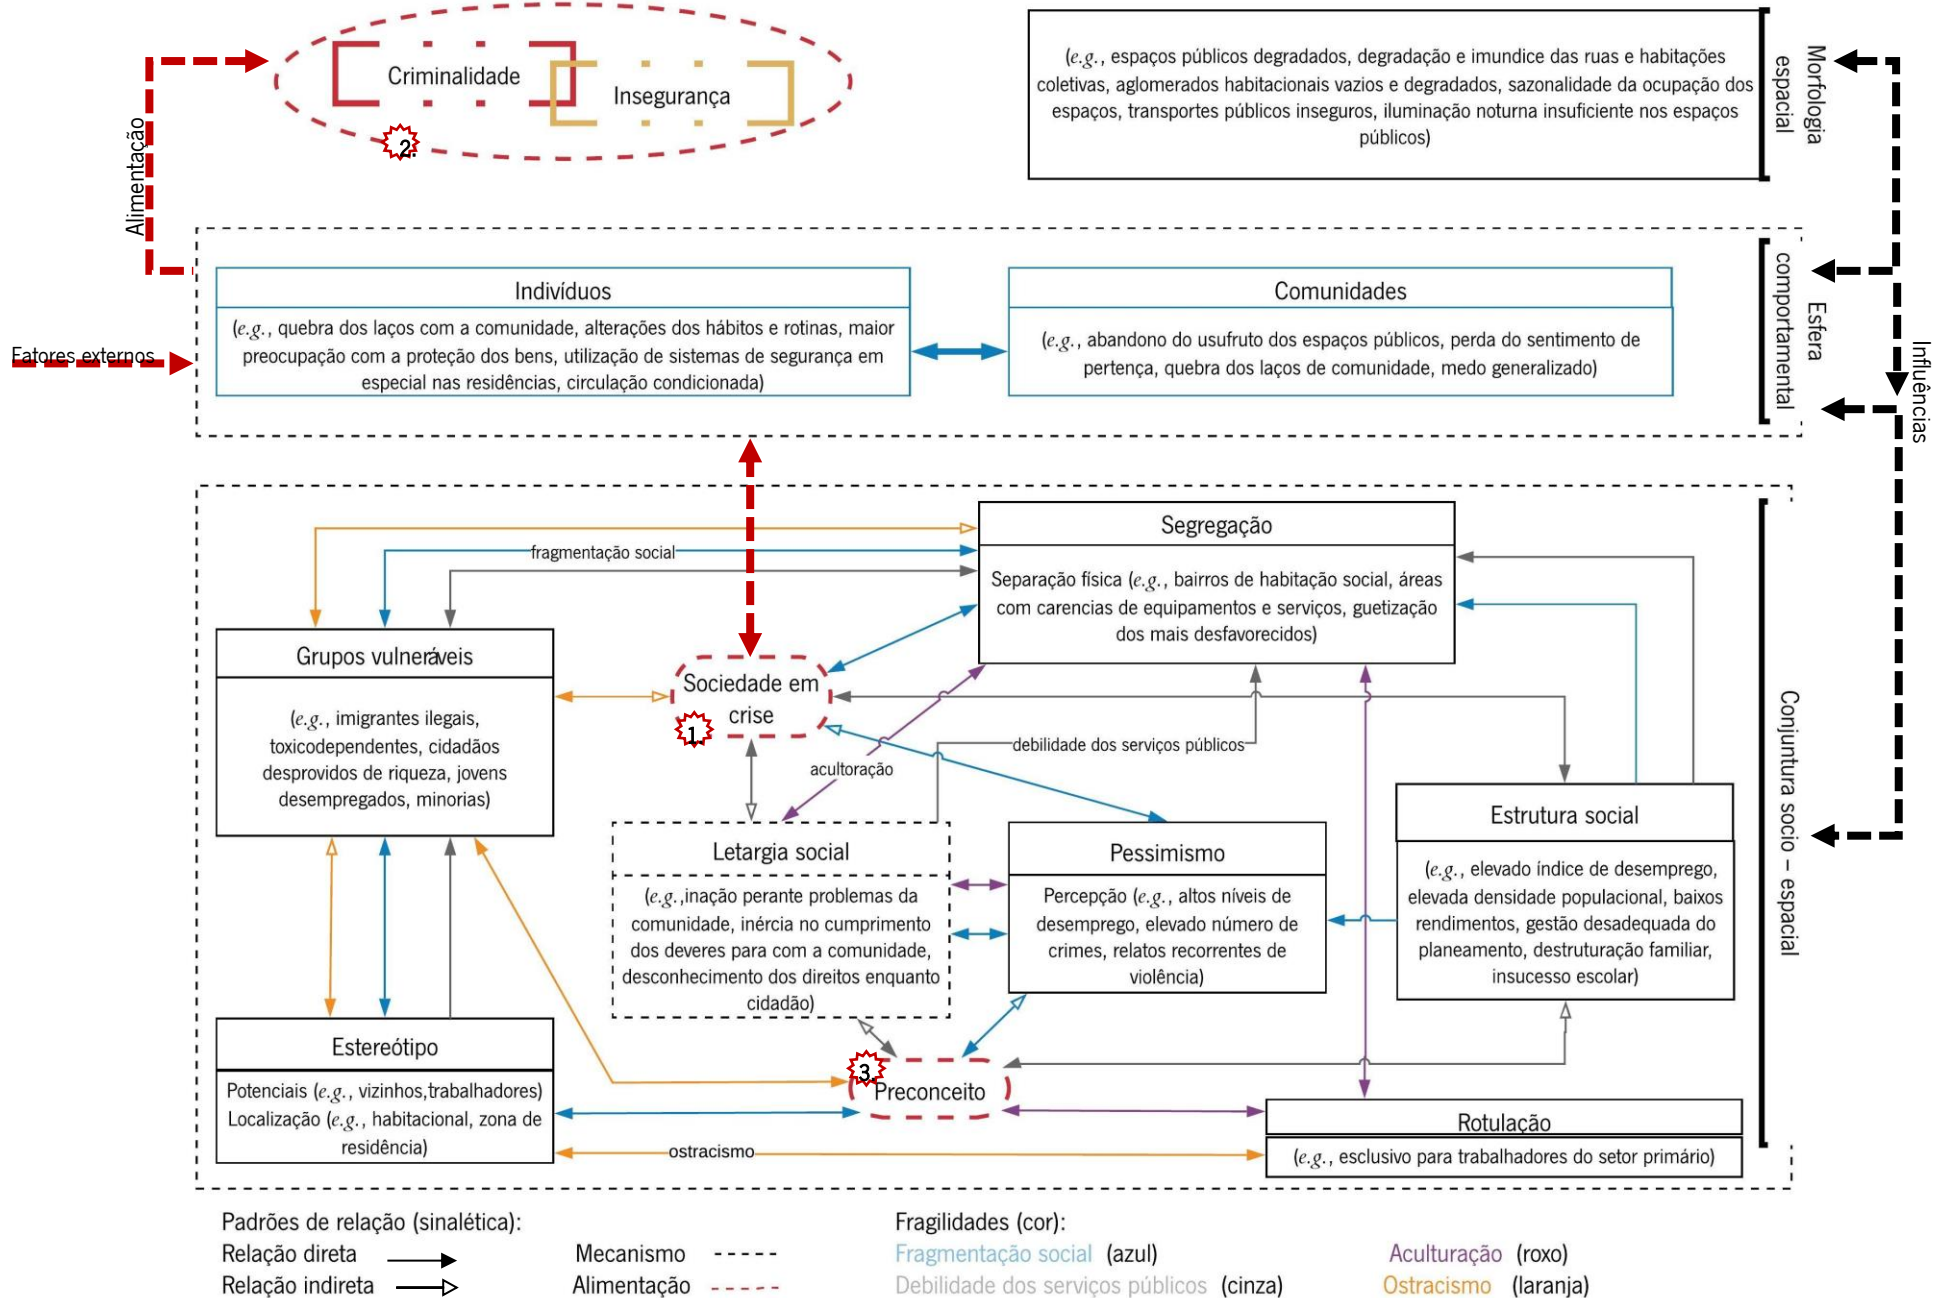 Criminalidade
Insegurança
2.
(e.g., espaços públicos degradados, degradação e imundice das ruas e habitações
coletivas, aglomerados habitacionais vazios e degradados, sazonalidade da ocupação dos
espaços, transportes públicos inseguros, iluminação noturna insuficiente nos espaços
públicos)
Morfologia
espacial
Alimentação
Fatores externos
Indivíduos
(e.g., quebra dos laços com a comunidade, alterações dos hábitos e rotinas, maior
preocupação com a proteção dos bens, utilização de sistemas de segurança em
especial nas residências, circulação condicionada)
Comunidades
(e.g., abandono do usufruto dos espaços públicos, perda do sentimento de
pertença, quebra dos laços de comunidade, medo generalizado)
Esfera
comportamental
Influências
fragmentação social
Segregação
Separação física (e.g., bairros de habitação social, áreas
com carencias de equipamentos e serviços, guetização
dos mais desfavorecidos)
Grupos vulneráveis
(e.g., imigrantes ilegais,
toxicodependentes, cidadãos
desprovidos de riqueza, jovens
desempregados, minorias)
Sociedade em
crise
1.
acultoração
debilidade dos serviços públicos
Letargia social
(e.g.,inação perante problemas da
comunidade, inércia no cumprimento
dos deveres para com a comunidade,
desconhecimento dos direitos enquanto
cidadão)
Pessimismo
Percepção (e.g., altos níveis de
desemprego, elevado número de
crimes, relatos recorrentes de
violência)
Estrutura social
(e.g., elevado índice de desemprego,
elevada densidade populacional, baixos
rendimentos, gestão desadequada do
planeamento, destruturação familiar,
insucesso escolar)
Conjuntura socio – espacial
Estereótipo
Potenciais (e.g., vizinhos,trabalhadores)
Localização (e.g., habitacional, zona de
residência)
3.
Preconceito
ostracismo
Rotulação
(e.g., esclusivo para trabalhadores do setor primário)
Padrões de relação (sinalética):
Relação direta
Relação indireta
Mecanismo
Alimentação
Fragilidades (cor):
Fragmentação social (azul)
Debilidade dos serviços públicos (cinza)
Aculturação (roxo)
Ostracismo (laranja)